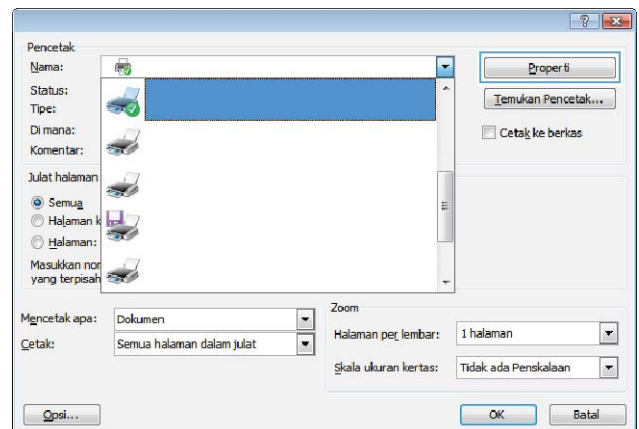 Pencetak
Nama:
Properti
Status:
Temukan Pencetak...
Tipe:
Di mana:
Cetak ke berkas
Komentar:
Julat halaman
Semua
Halaman k
Halaman:
Masukkan nor
yang terpisah
Mencetak apa: Dokumen
Cetak: Semua halaman dalam julat
Zoom
Halaman per lembar: 1 halaman
Skala ukuran kertas: Tidak ada Penskalaan
Opsi...
OK
Batal